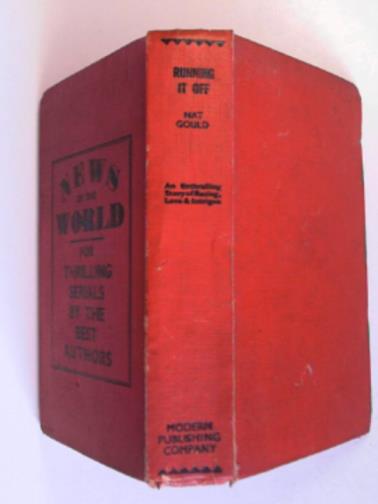 NEWS
OF THE
WORLD
FOR
THRILLING
SERIALS
BY THE
BEST
AUTHORS
RUNNING
IT OFF
NAT
GOULD
An Enthralling
Story of Racing,
Love & Intrigue
MODERN
PUBLISHING
COMPANY